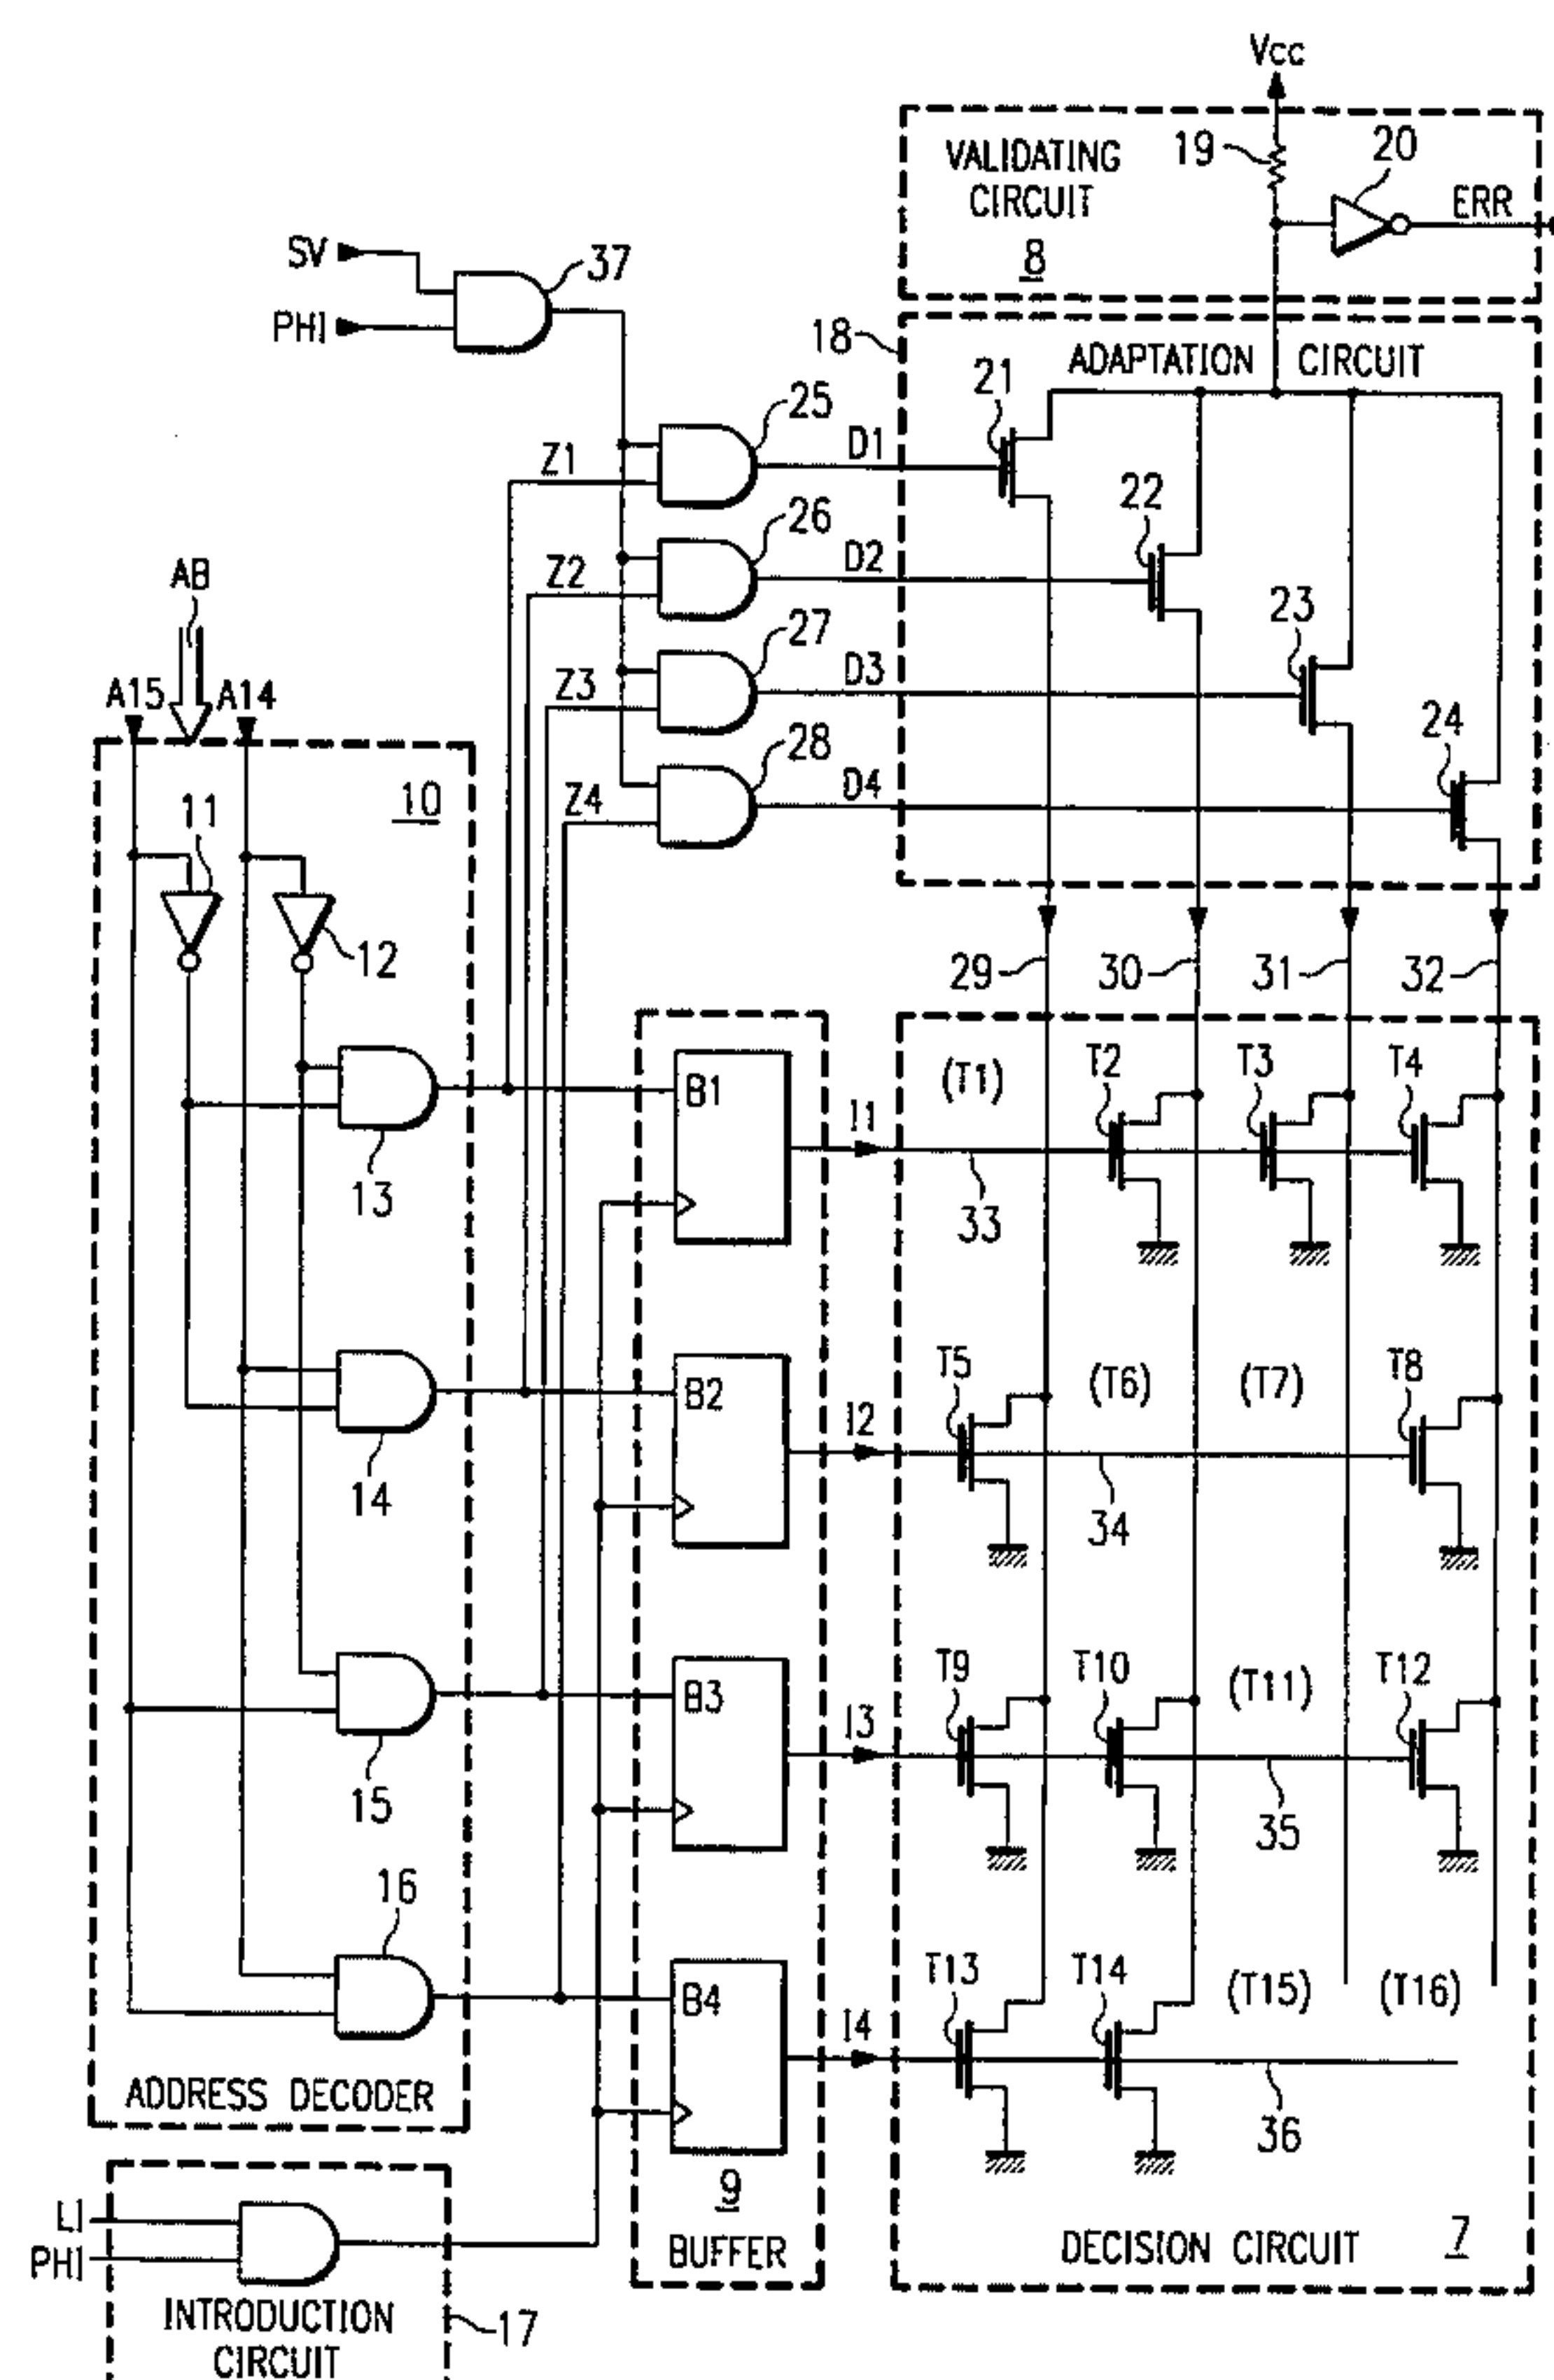 Vcc
VALIDATING
CIRCUIT
8
19
20
ERR
SV
PHI
37
18
ADAPTATION CIRCUIT
21
25
Z1
D1
22
26
Z2
D2
AB
23
27
Z3
D3
A15
A14
24
28
Z4
D4
10
11
12
29
30
31
32
13
B1
I1
(T1)
T2
T3
T4
33
14
B2
I2
T5
(T6)
(T7)
T8
34
15
B3
I3
T9
T10
(T11)
T12
35
16
B4
I4
T13
T14
(T15)
(T16)
36
ADDRESS DECODER
9
BUFFER
DECISION CIRCUIT
7
LI
PHI
INTRODUCTION
CIRCUIT
17